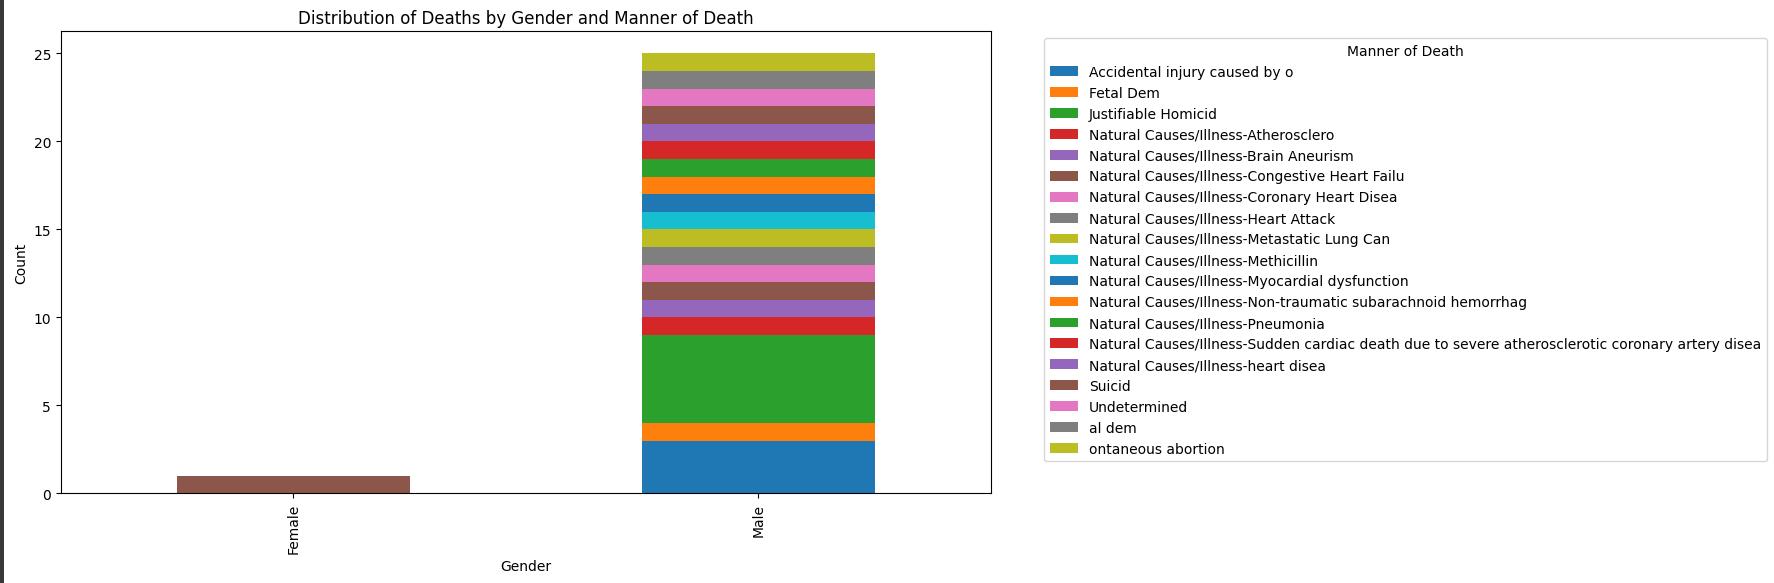 Distribution of Deaths by Gender and Manner of Death
25
20
15
10
5
0
Count
Female
Male
Gender
Manner of Death
Accidental injury caused by o
Fetal Dem
Justifiable Homicid
Natural Causes/Illness-Atherosclero
Natural Causes/Illness-Brain Aneurism
Natural Causes/Illness-Congestive Heart Failu
Natural Causes/Illness-Coronary Heart Disea
Natural Causes/Illness-Heart Attack
Natural Causes/Illness-Metastatic Lung Can
Natural Causes/Illness-Methicillin
Natural Causes/Illness-Myocardial dysfunction
Natural Causes/Illness-Non-traumatic subarachnoid hemorrhag
Natural Causes/Illness-Pneumonia
Natural Causes/Illness-Sudden cardiac death due to severe atherosclerotic coronary artery disea
Natural Causes/Illness-heart disea
Suicid
Undetermined
al dem
ontaneous abortion